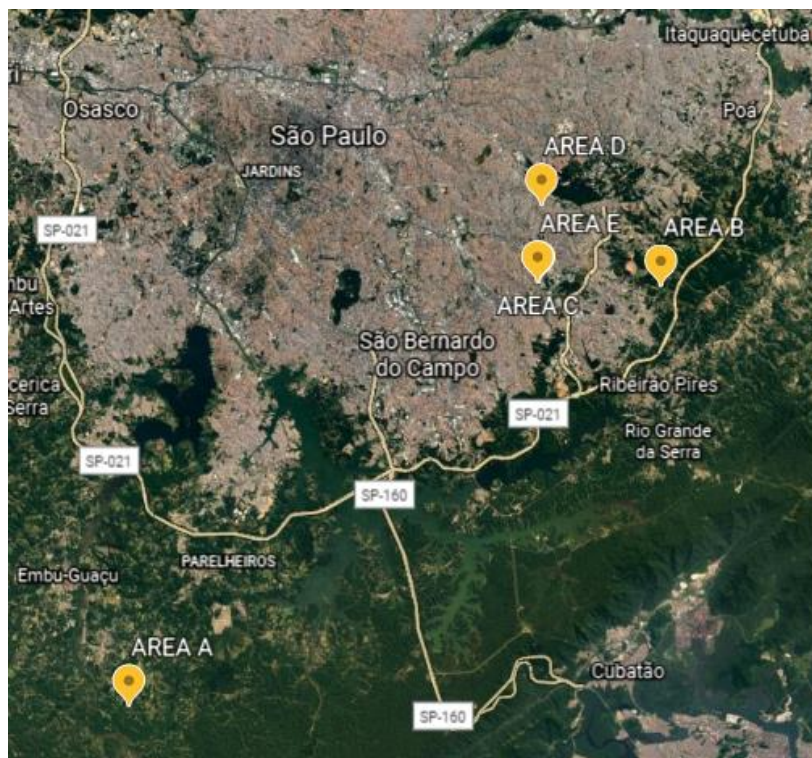 Itaquaquecetuba
ri
Osasco
Poá
São Paulo
AREA D
JARDINS
SP-021
AREA E
AREA B
mbu
Artes
AREA C
São Bernardo
do Campo
cerica
Serra
Ribeirão Pires
SP-021
Rio Grande
da Serra
SP-021
SP-160
PARELHEIROS
Embu-Guaçu
AREA A
Cubatão
SP-160